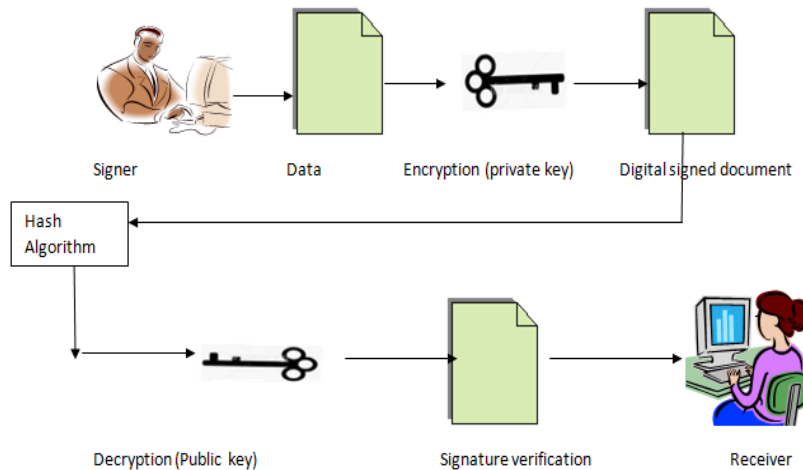 Signer
Data
Encryption (private key)
Digital signed document
Hash
Algorithm
Decryption (Public key)
Signature verification
Receiver